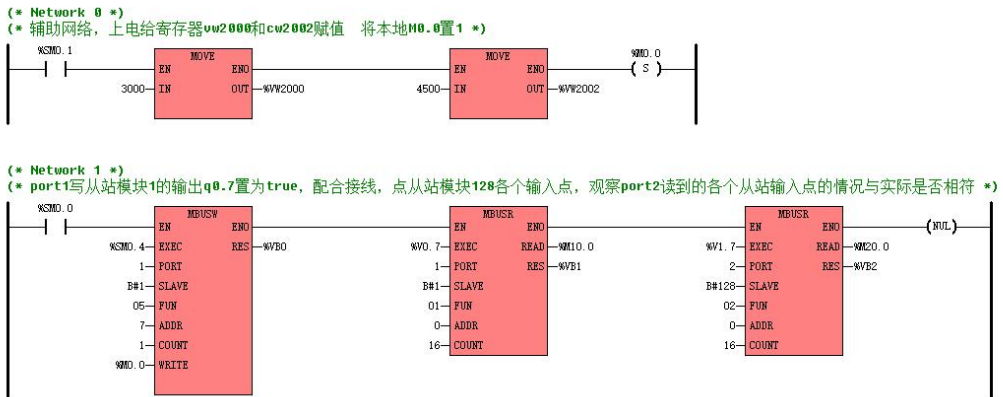 (* Network 0 *)
(* 辅助网络，上电给寄存器vw2000和cw2002赋值　将本地M0.0置1 *)
%SM0.1 MOVE MOVE %M0.0
EN ENO EN ENO ( S )
3000 IN OUT %VW2000 4500 IN OUT %VW2002
(* Network 1 *)
(* port1写从站模块1的输出q0.7置为true，配合接线，点从站模块128各个输入点，观察port2读到的各个从站输入点的情况与实际是否相符 *)
%SM0.0 MBUSW MBUSR MBUSR
EN ENO EN ENO EN ENO (NUL)
%SM0.4 EXEC RES %VB0 %V0.7 EXEC READ %M10.0 %V1.7 EXEC READ %M20.0
1 PORT 1 PORT RES %VB1 2 PORT RES %VB2
B#1 SLAVE B#1 SLAVE B#128 SLAVE
05 FUN 01 FUN 02 FUN
7 ADDR 0 ADDR 0 ADDR
1 COUNT 16 COUNT 16 COUNT
%M0.0 WRITE